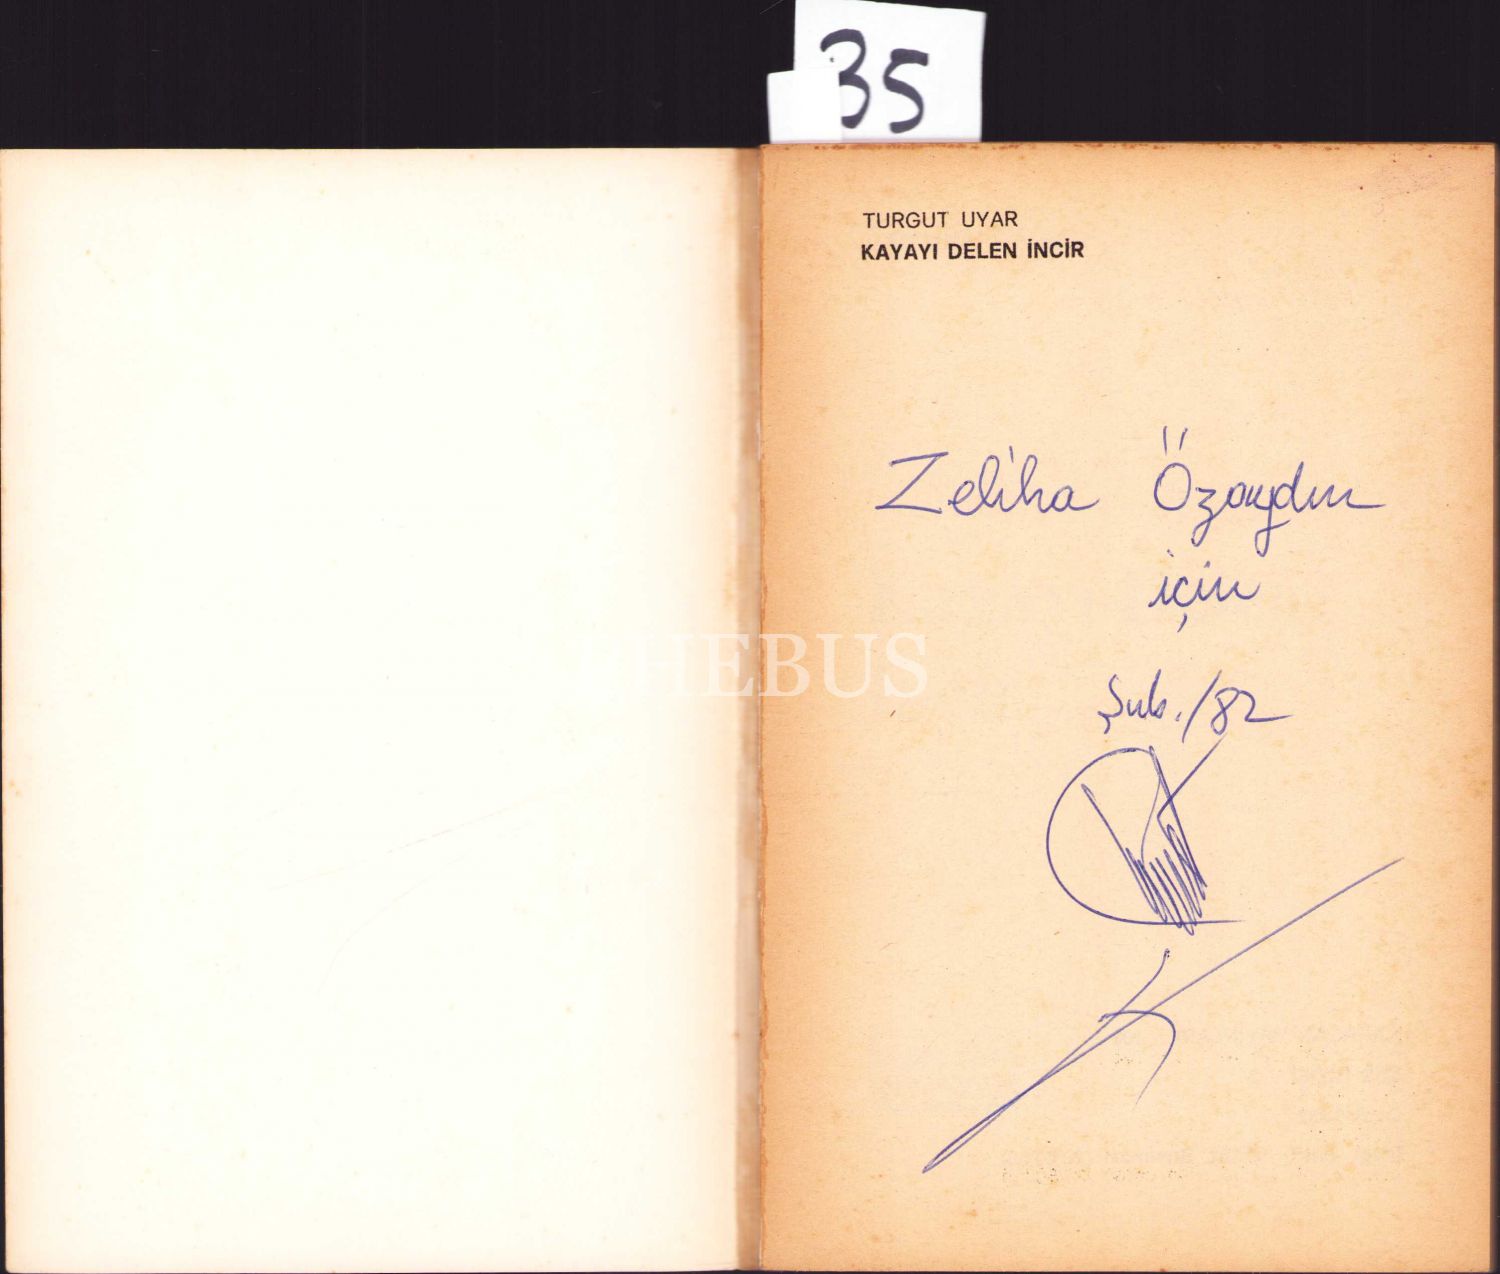 35
TURGUT UYAR
KAYAYI DELEN İNCİR
Zeliha Özaydın
için
PHEBUS
Şub./82